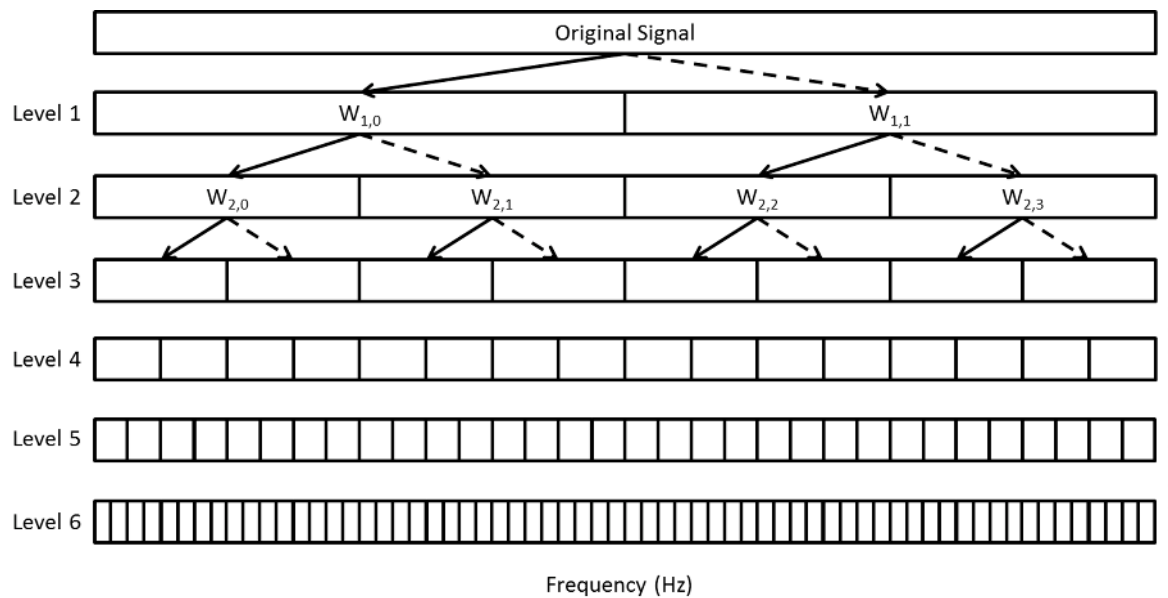 Original Signal
Level 1
W1,0
W1,1
Level 2
W2,0
W2,1
W2,2
W2,3
Level 3
Level 4
Level 5
Level 6
Frequency (Hz)